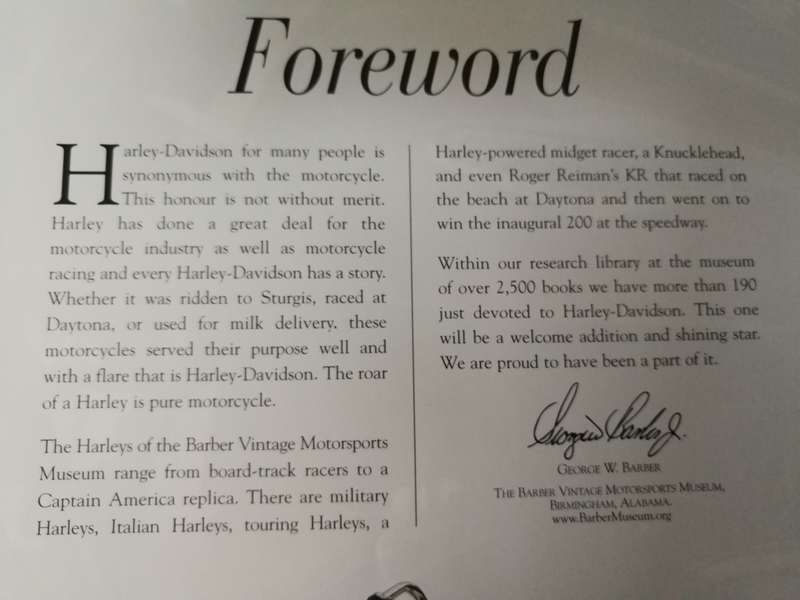 Foreword
Harley-Davidson for many people is
synonymous with the motorcycle.
This honour is not without merit.
Harley has done a great deal for the
motorcycle industry as well as motorcycle
racing and every Harley-Davidson has a story.
Whether it was ridden to Sturgis, raced at
Daytona, or used for milk delivery, these
motorcycles served their purpose well and
with a flare that is Harley-Davidson. The roar
of a Harley is pure motorcycle.
The Harleys of the Barber Vintage Motorsports
Museum range from board-track racers to a
Captain America replica. There are military
Harleys, Italian Harleys, touring Harleys, a
Harley-powered midget racer, a Knucklehead,
and even Roger Reiman's KR that raced on
the beach at Daytona and then went on to
win the inaugural 200 at the speedway.
Within our research library at the museum
of over 2,500 books we have more than 190
just devoted to Harley-Davidson. This one
will be a welcome addition and shining star.
We are proud to have been a part of it.
George W. Barber
The Barber Vintage Motorsports Museum,
Birmingham, Alabama.
www.BarberMuseum.org